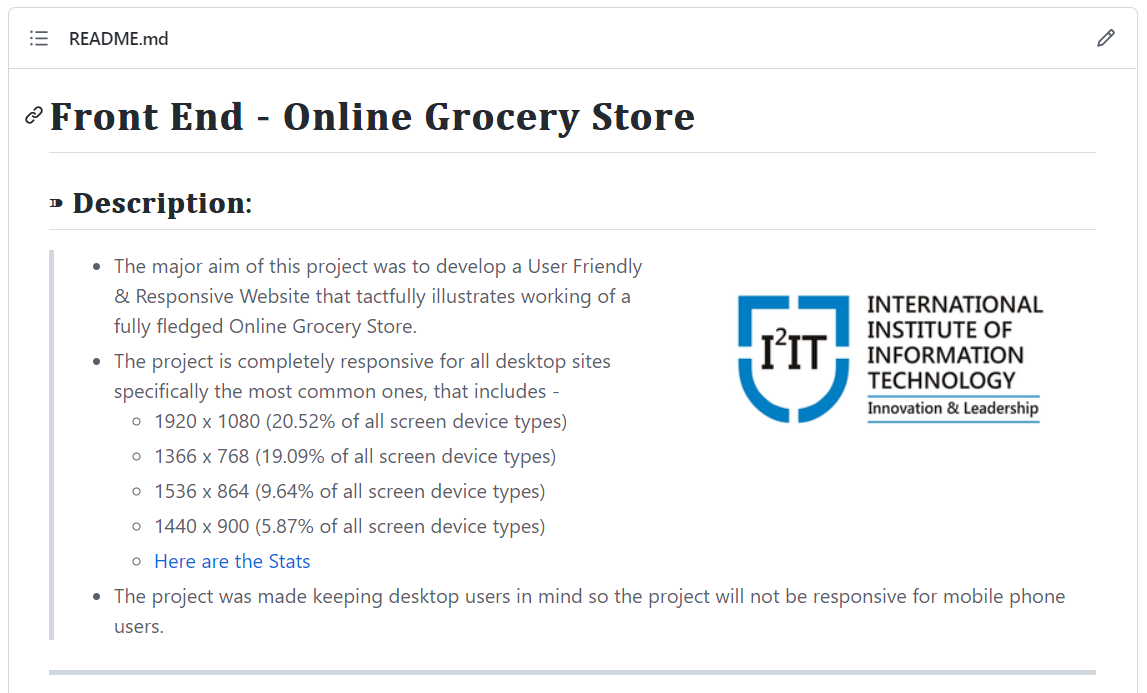 README.md
Front End - Online Grocery Store
Description:
The major aim of this project was to develop a User Friendly
& Responsive Website that tactfully illustrates working of a
fully fledged Online Grocery Store.
The project is completely responsive for all desktop sites
specifically the most common ones, that includes -
1920 x 1080 (20.52% of all screen device types)
1366 x 768 (19.09% of all screen device types)
1536 x 864 (9.64% of all screen device types)
1440 x 900 (5.87% of all screen device types)
Here are the Stats
The project was made keeping desktop users in mind so the project will not be responsive for mobile phone
users.
I²IT
INTERNATIONAL
INSTITUTE OF
INFORMATION
TECHNOLOGY
Innovation & Leadership